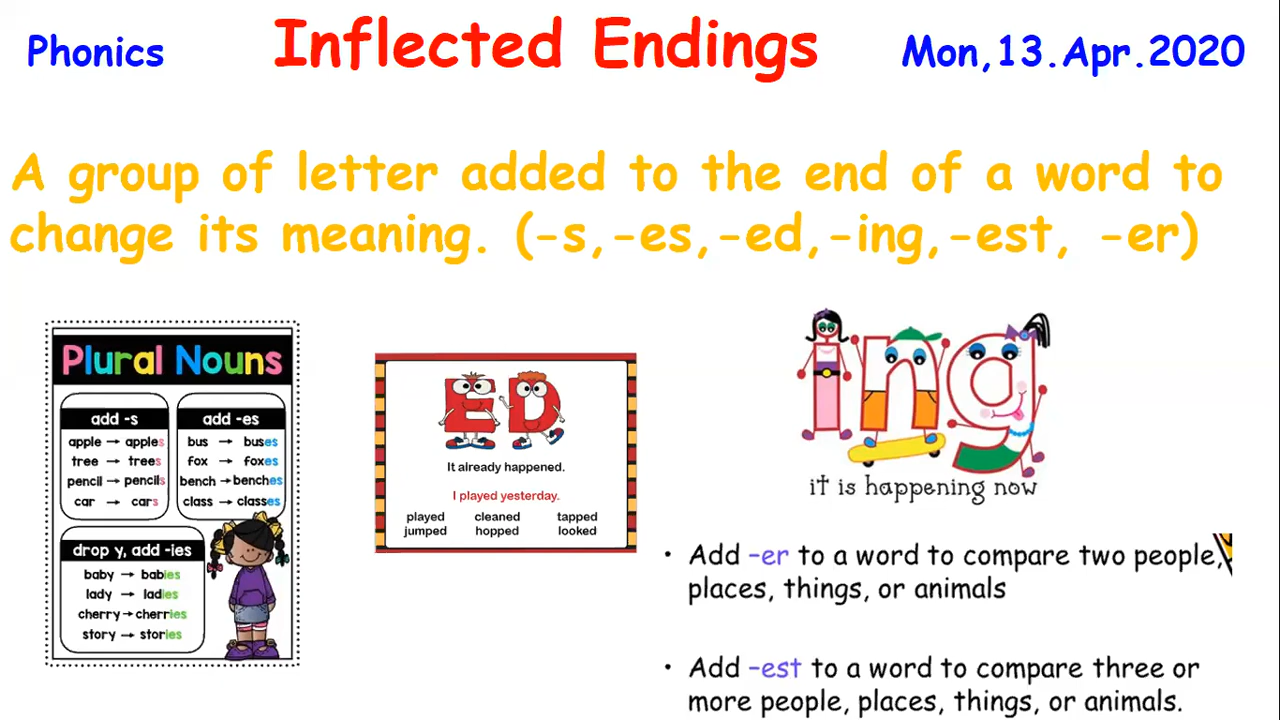 Phonics Inflected Endings Mon,13.Apr.2020
A group of letter added to the end of a word to
change its meaning. (-s,-es,-ed,-ing,-est, -er)
Plural Nouns
add -s
apple → apples
tree → trees
pencil → pencils
car → cars
add -es
bus → buses
fox → foxes
bench → benches
class → classes
drop y, add -ies
baby → babies
lady → ladies
cherry → cherries
story → stories
ED
It already happened.
I played yesterday.
played cleaned tapped
jumped hopped looked
ing
it is happening now
• Add -er to a word to compare two people,
places, things, or animals
• Add -est to a word to compare three or
more people, places, things, or animals.